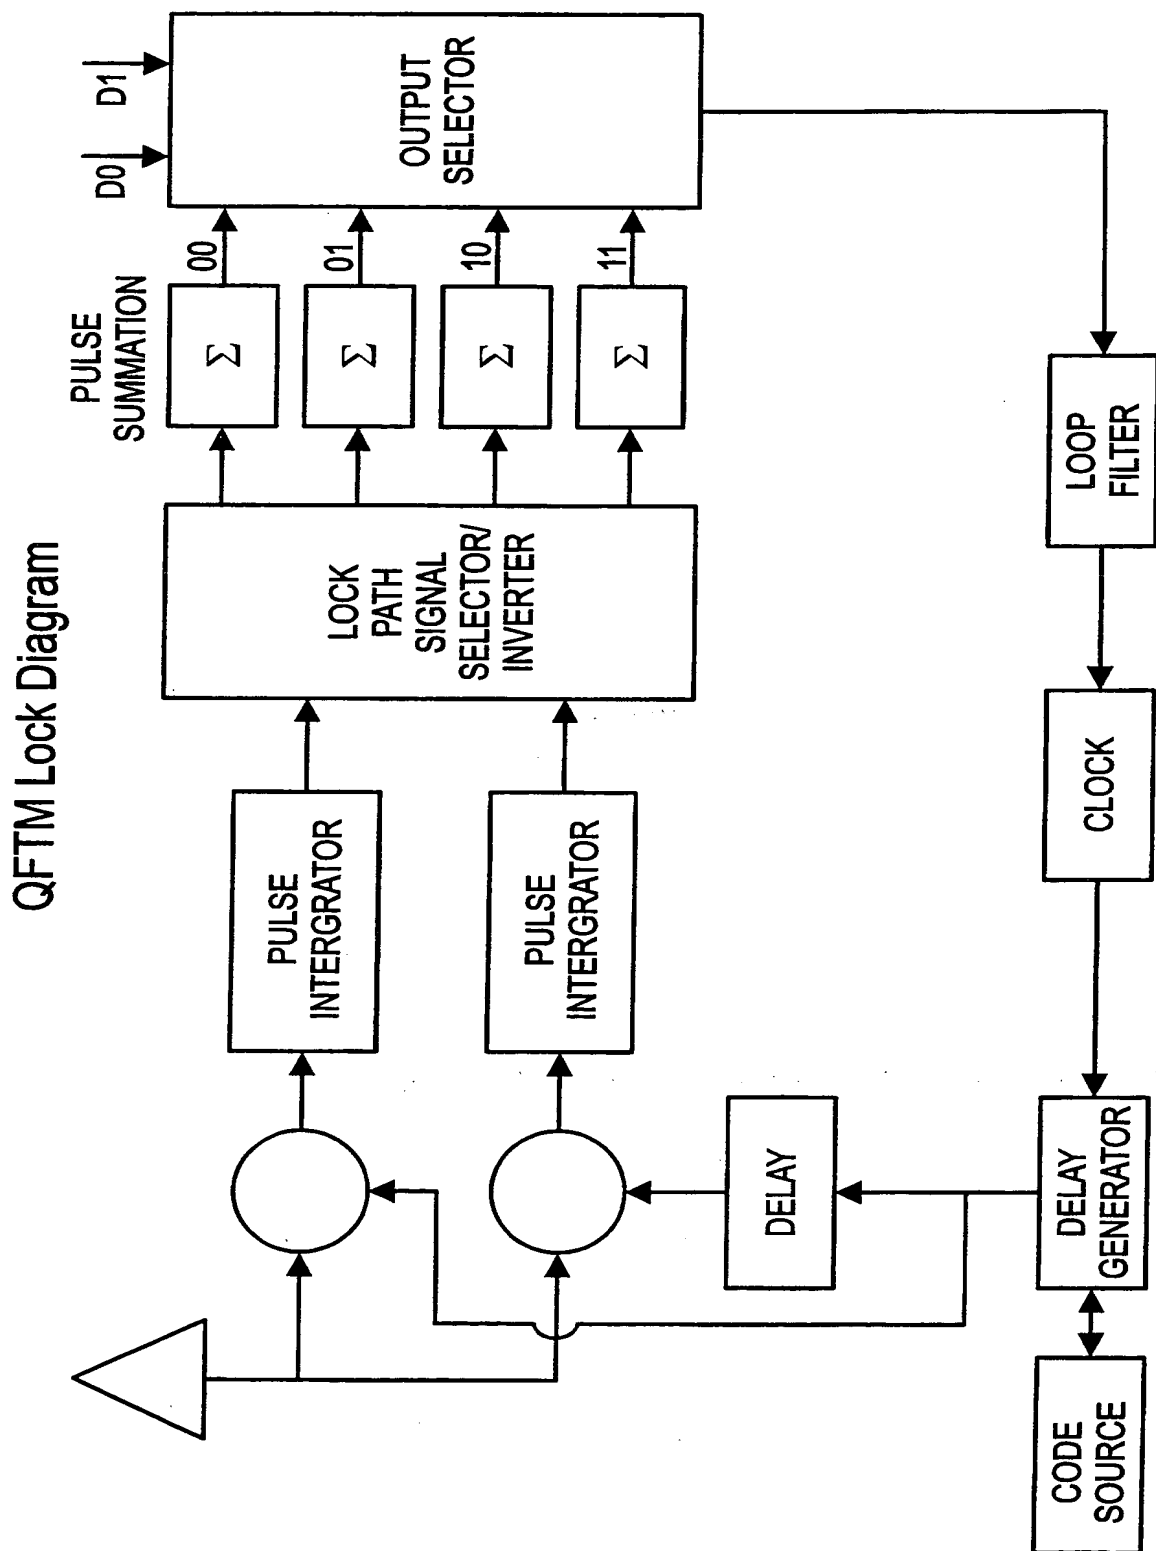 QFTM Lock Diagram
PULSE
SUMMATION
D0
D1
PULSE
INTERGRATOR
PULSE
INTERGRATOR
LOCK
PATH
SIGNAL
SELECTOR/
INVERTER
Σ
Σ
Σ
Σ
00
01
10
11
OUTPUT
SELECTOR
DELAY
CODE
SOURCE
DELAY
GENERATOR
CLOCK
LOOP
FILTER